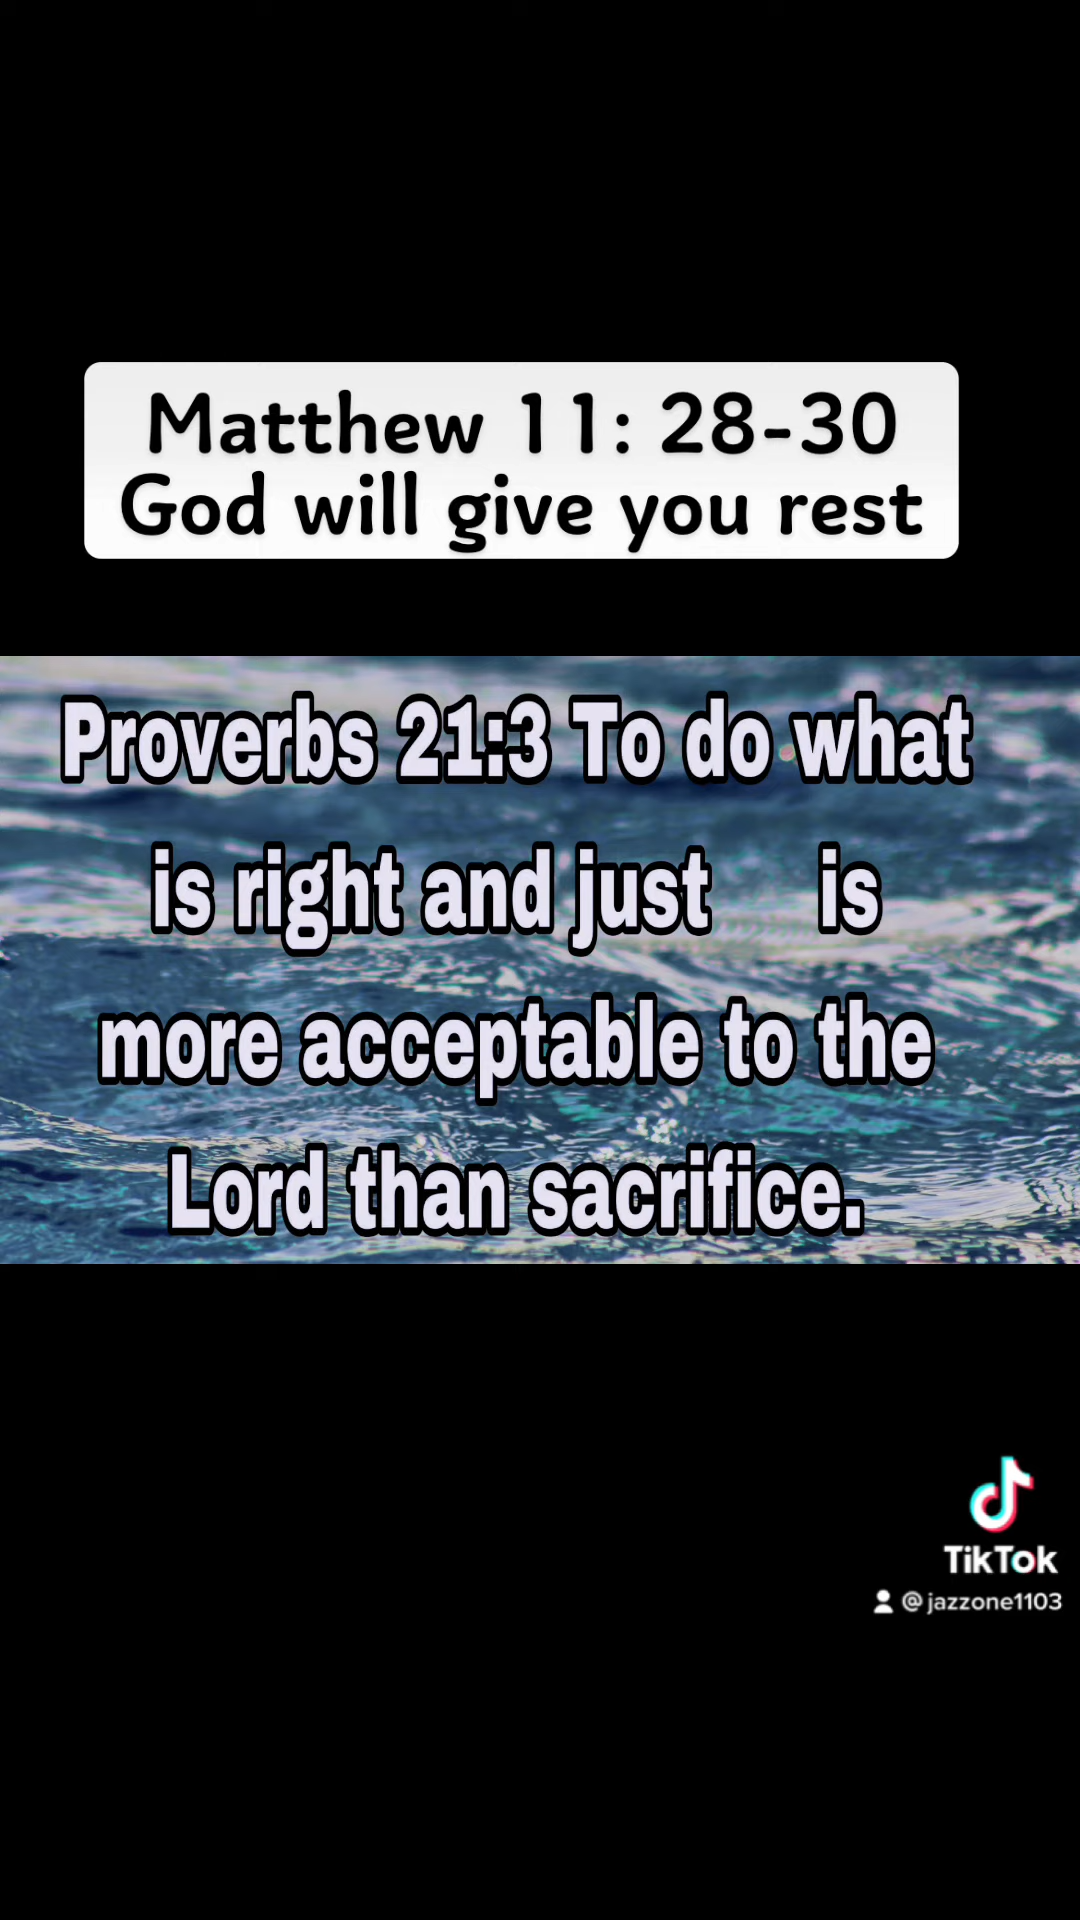 Matthew 11: 28-30
God will give you rest
Proverbs 21:3 To do what
is right and just is
more acceptable to the
Lord than sacrifice.
TikTok
@jazzone1103